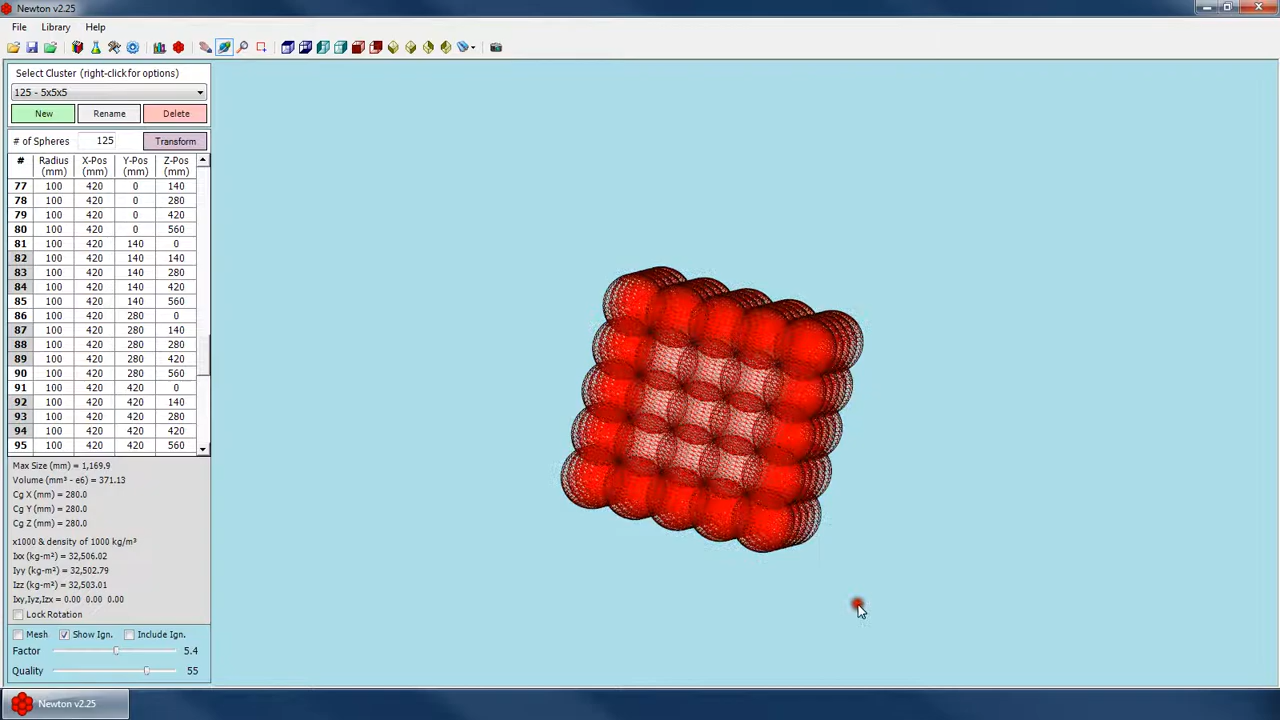 Newton v2.25
File Library Help
Select Cluster (right-click for options)
125 - 5x5x5
New Rename Delete
# of Spheres 125 Transform
# Radius (mm) X-Pos (mm) Y-Pos (mm) Z-Pos (mm)
77 100 420 0 140
78 100 420 0 280
79 100 420 0 420
80 100 420 0 560
81 100 420 140 0
82 100 420 140 140
83 100 420 140 280
84 100 420 140 420
85 100 420 140 560
86 100 420 280 0
87 100 420 280 140
88 100 420 280 280
89 100 420 280 420
90 100 420 280 560
91 100 420 420 0
92 100 420 420 140
93 100 420 420 280
94 100 420 420 420
95 100 420 420 560
Max Size (mm) = 1,169.9
Volume (mm³ - e6) = 371.13
Cg X (mm) = 280.0
Cg Y (mm) = 280.0
Cg Z (mm) = 280.0
x1000 & density of 1000 kg/m³
Ixx (kg-m²) = 32,506.02
Iyy (kg-m²) = 32,502.79
Izz (kg-m²) = 32,503.01
Ixy,Iyz,Izx = 0.00 0.00 0.00
Lock Rotation
Mesh Show Ign. Include Ign.
Factor 5.4
Quality 55
Newton v2.25